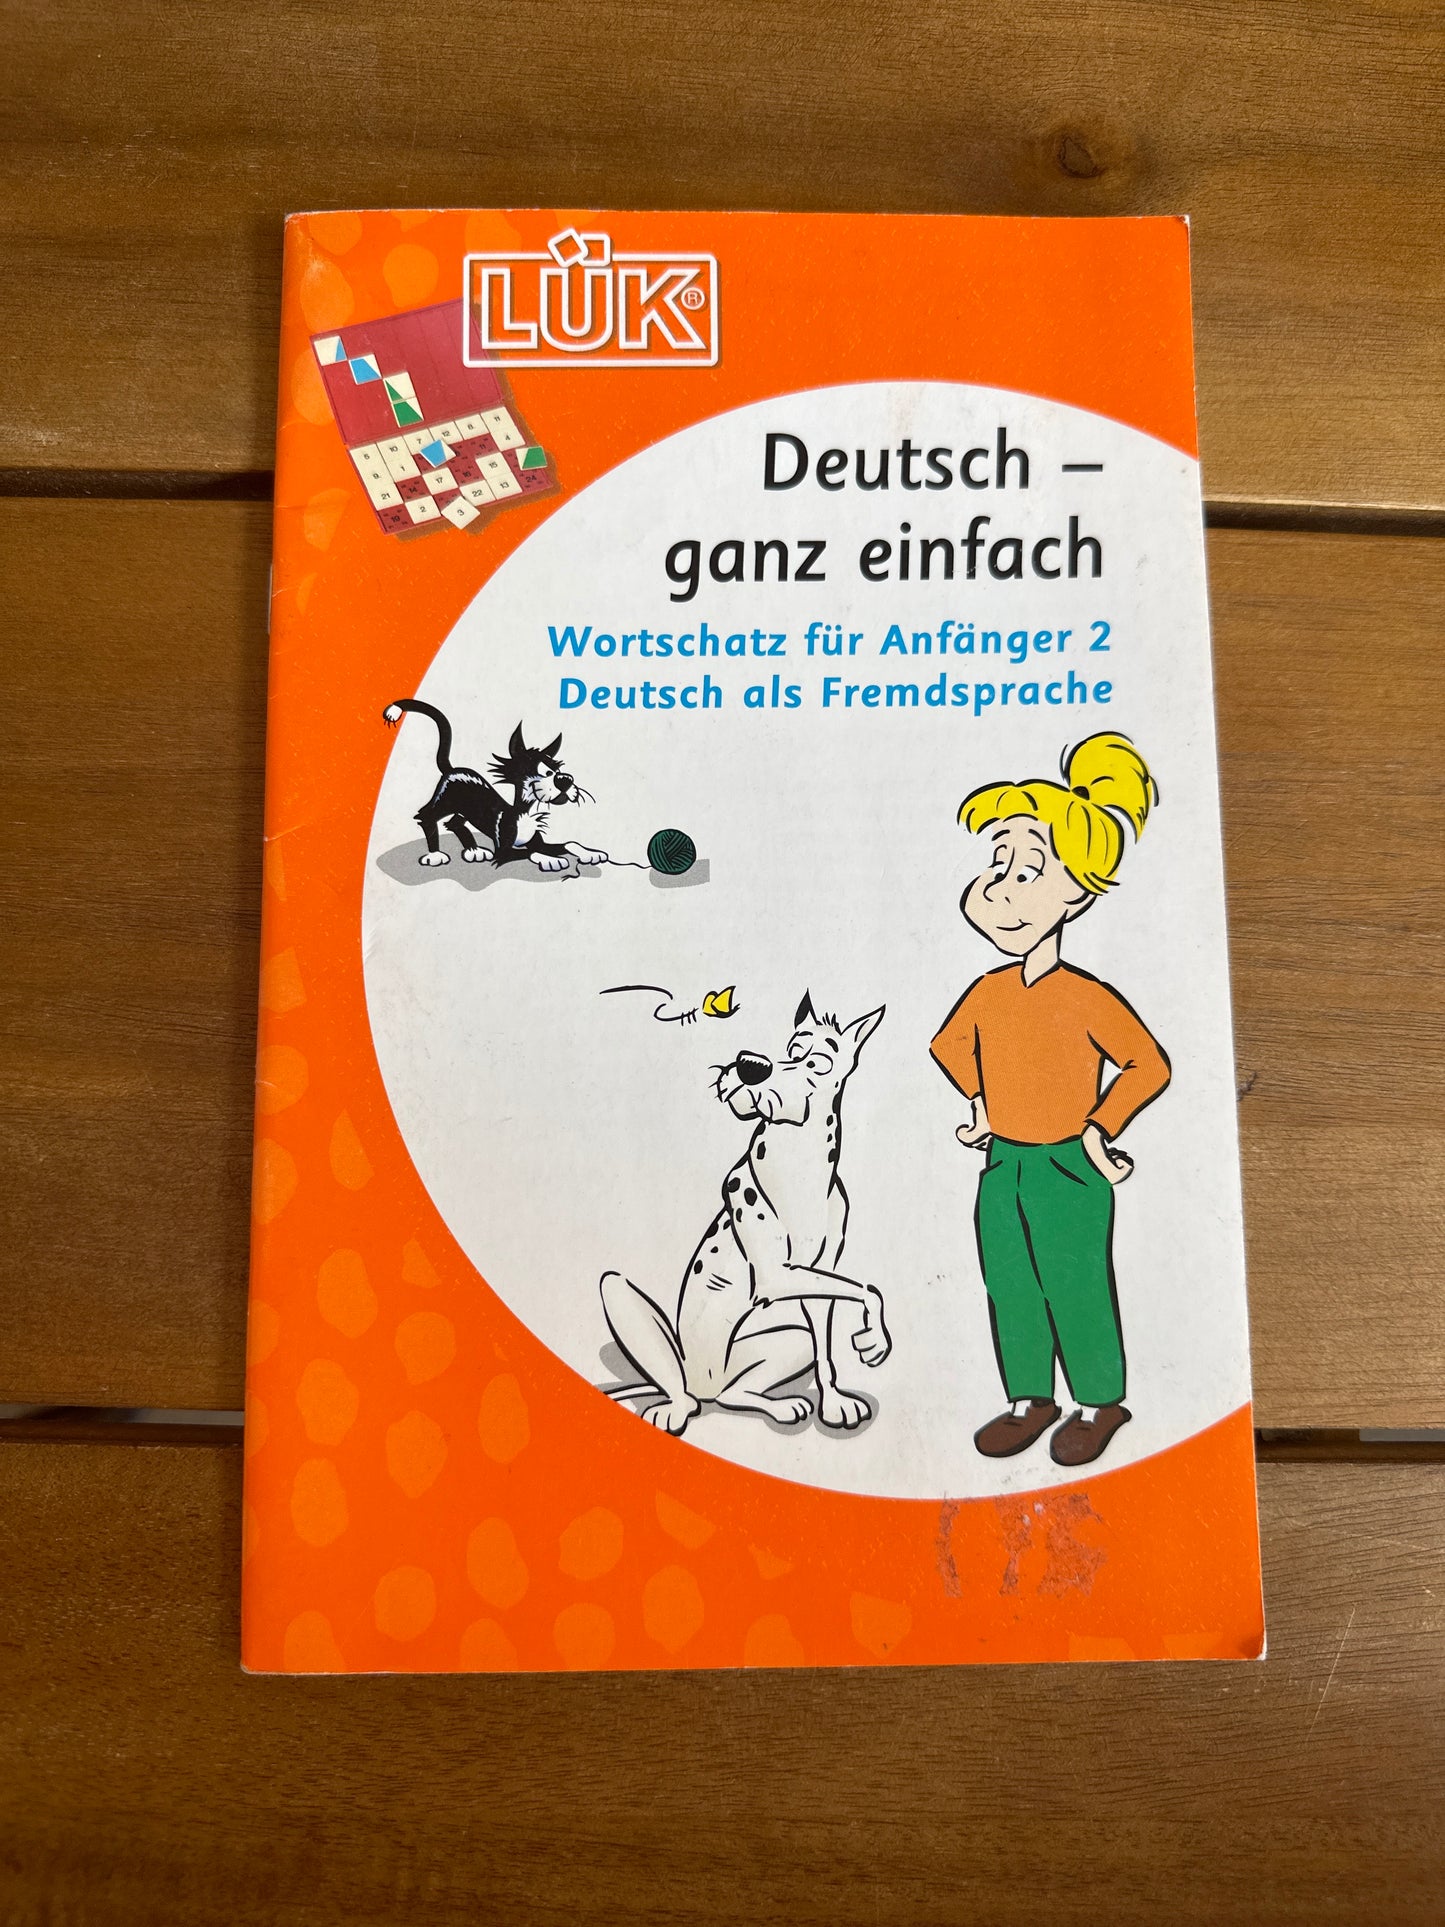 LÜK®
Deutsch –
ganz einfach
Wortschatz für Anfänger 2
Deutsch als Fremdsprache